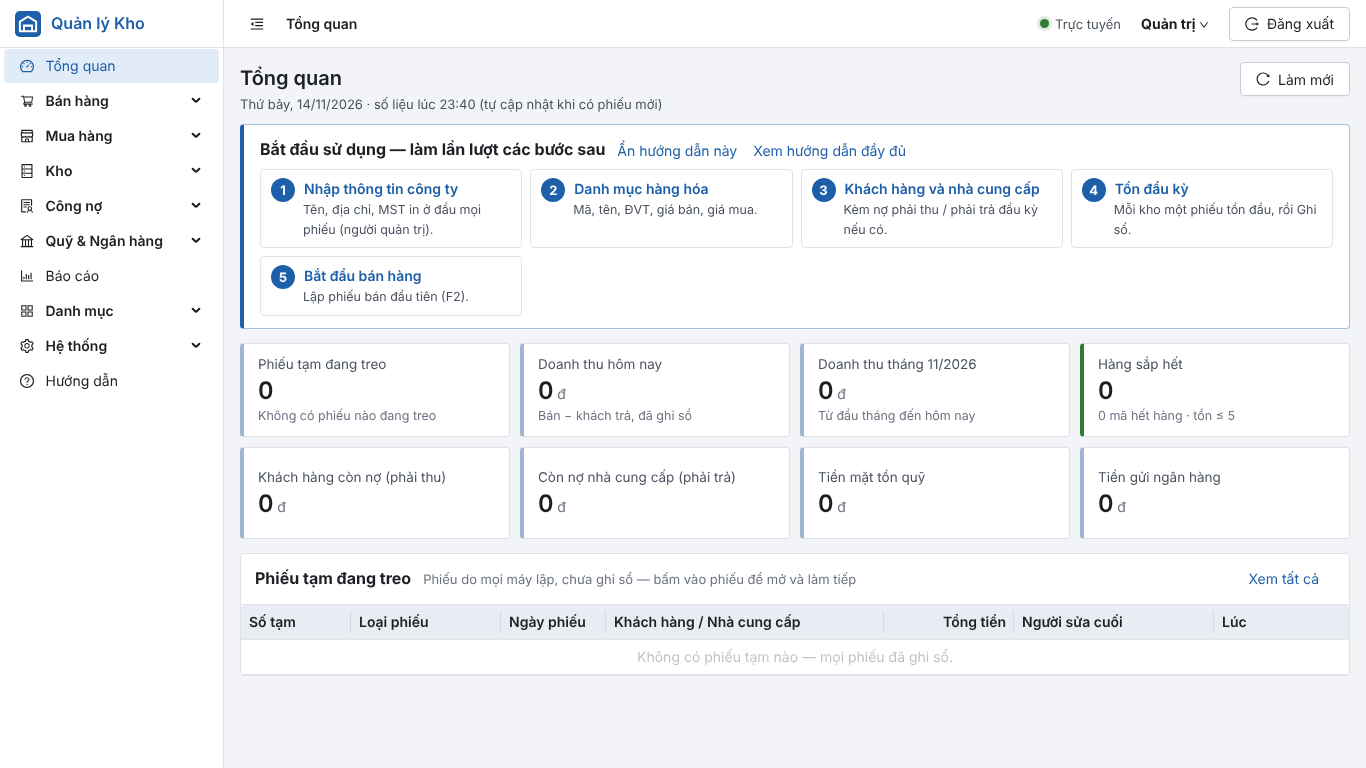 Quản lý Kho
Tổng quan
Trực tuyến
Quản trị
Đăng xuất
Tổng quan
Bán hàng
Mua hàng
Kho
Công nợ
Quỹ & Ngân hàng
Báo cáo
Danh mục
Hệ thống
Hướng dẫn
Tổng quan
Làm mới
Thứ bảy, 14/11/2026 · số liệu lúc 23:40 (tự cập nhật khi có phiếu mới)
Bắt đầu sử dụng — làm lần lượt các bước sau Ẩn hướng dẫn này Xem hướng dẫn đầy đủ
1 Nhập thông tin công ty
Tên, địa chỉ, MST in ở đầu mọi
phiếu (người quản trị).
2 Danh mục hàng hóa
Mã, tên, ĐVT, giá bán, giá mua.
3 Khách hàng và nhà cung cấp
Kèm nợ phải thu / phải trả đầu kỳ
nếu có.
4 Tồn đầu kỳ
Mỗi kho một phiếu tồn đầu, rồi Ghi
sổ.
5 Bắt đầu bán hàng
Lập phiếu bán đầu tiên (F2).
Phiếu tạm đang treo
0
Không có phiếu nào đang treo
Doanh thu hôm nay
0 đ
Bán − khách trả, đã ghi sổ
Doanh thu tháng 11/2026
0 đ
Từ đầu tháng đến hôm nay
Hàng sắp hết
0
0 mã hết hàng · tồn ≤ 5
Khách hàng còn nợ (phải thu)
0 đ
Còn nợ nhà cung cấp (phải trả)
0 đ
Tiền mặt tồn quỹ
0 đ
Tiền gửi ngân hàng
0 đ
Phiếu tạm đang treo Phiếu do mọi máy lập, chưa ghi sổ — bấm vào phiếu để mở và làm tiếp Xem tất cả
Số tạm Loại phiếu Ngày phiếu Khách hàng / Nhà cung cấp Tổng tiền Người sửa cuối Lúc
Không có phiếu tạm nào — mọi phiếu đã ghi sổ.